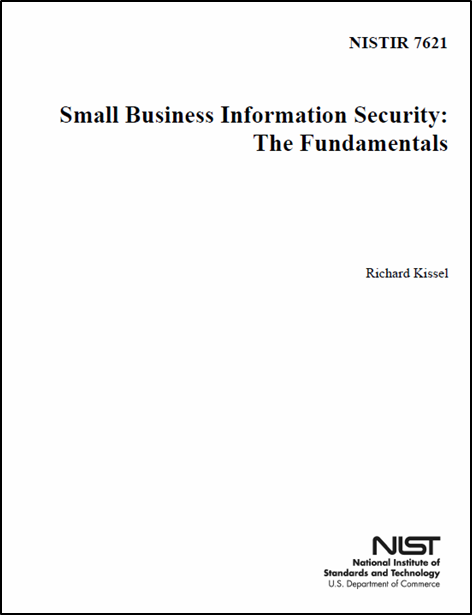 NISTIR 7621
Small Business Information Security:
The Fundamentals
Richard Kissel
NIST
National Institute of
Standards and Technology
U.S. Department of Commerce